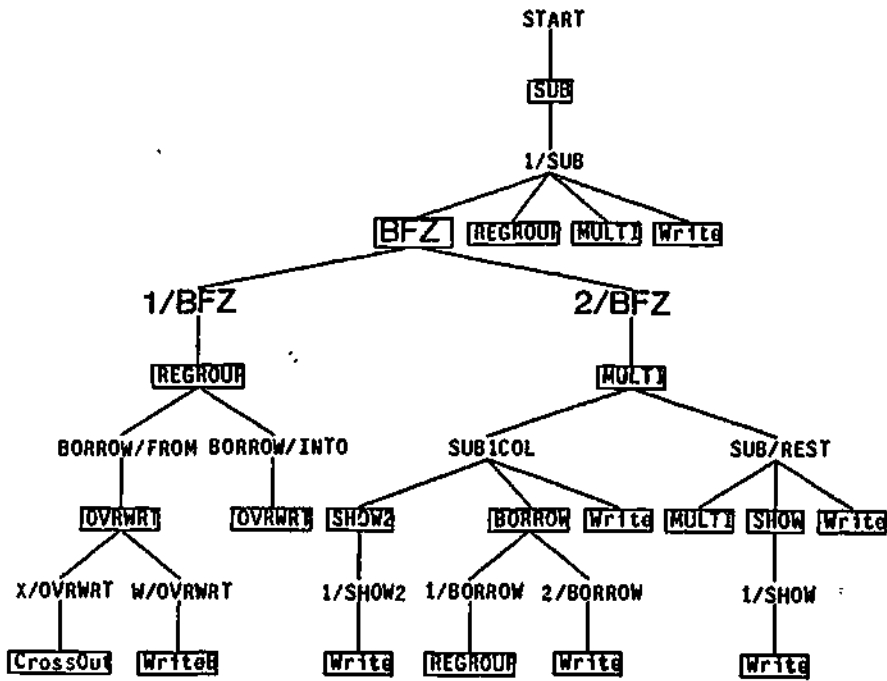 START
SUB
1/SUB
BFZ REGROUP MULTI Write
1/BFZ 2/BFZ
REGROUP MULTI
BORROW/FROM BORROW/INTO SUB1COL SUB/REST
OVRWRT OVRWRT SHOW2 BORROW Write MULTI SHOW Write
X/OVRWRT W/OVRWRT 1/SHOW2 1/BORROW 2/BORROW 1/SHOW
CrossOut WriteB Write REGROUP Write Write